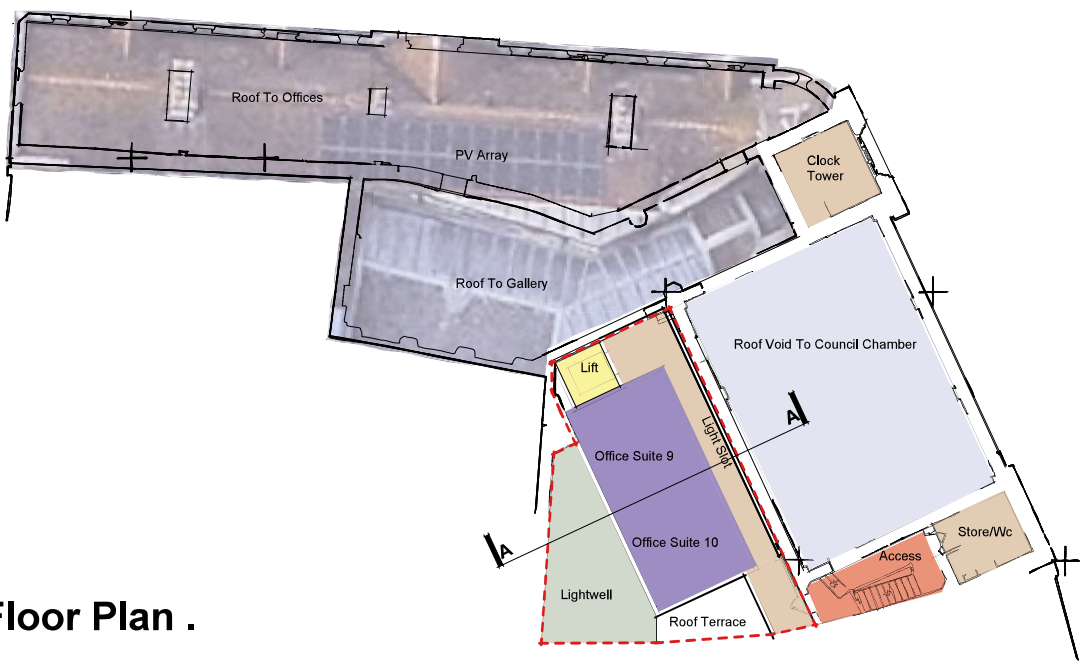 Roof To Offices
PV Array
Clock
Tower
Roof To Gallery
Roof Void To Council Chamber
Lift
A
Light Slot
Office Suite 9
Office Suite 10
A
Store/Wc
Access
Lightwell
Roof Terrace
Floor Plan .